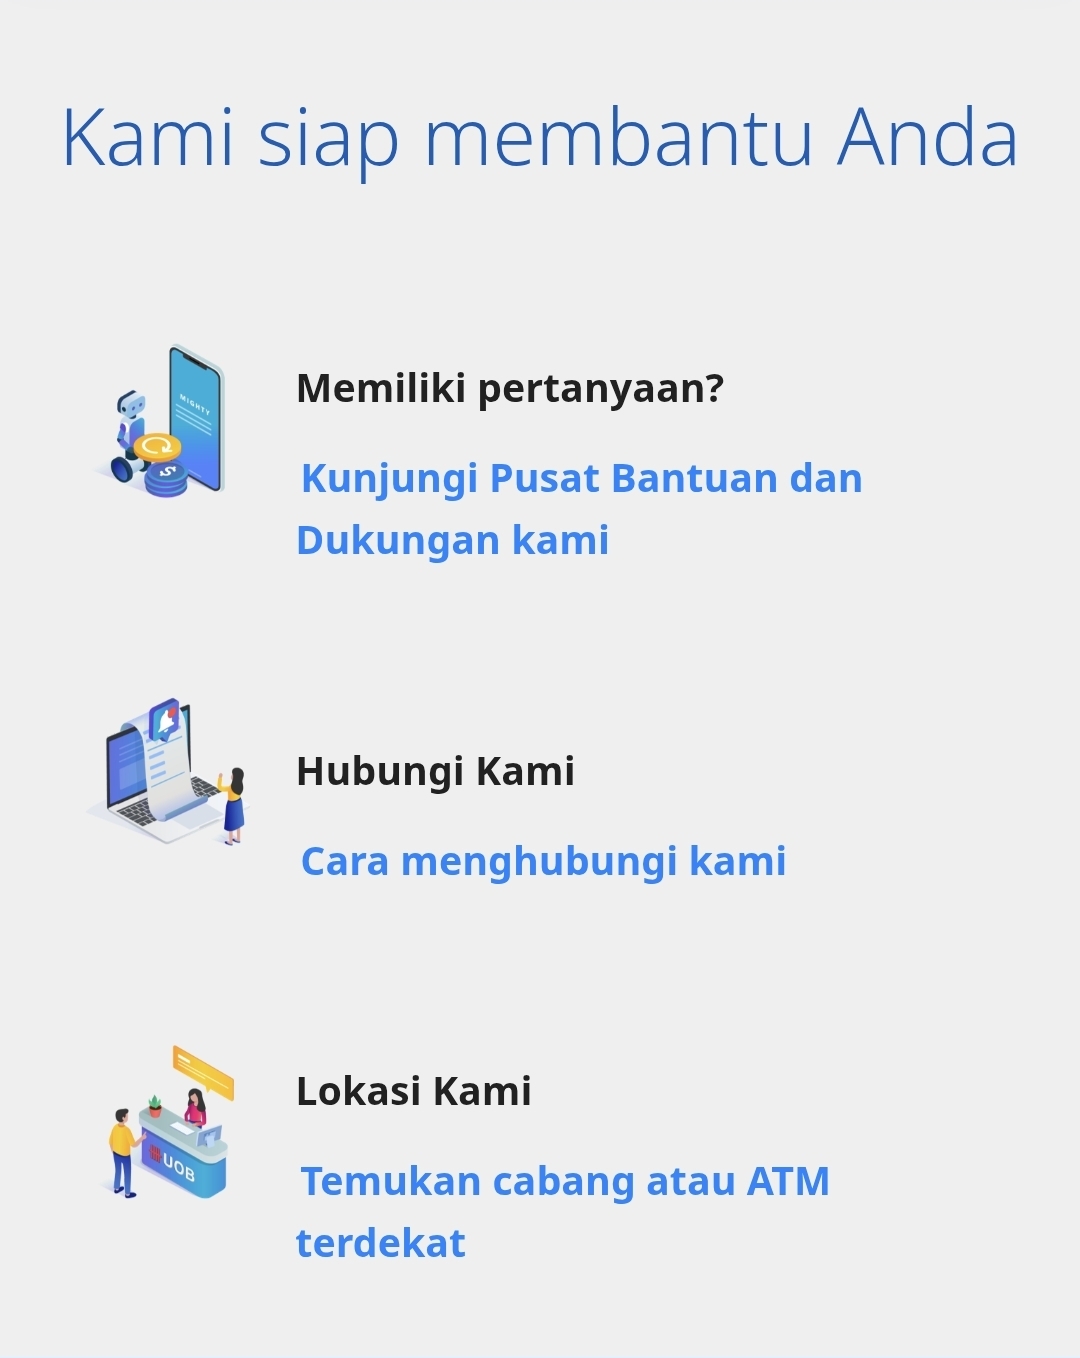 Kami siap membantu Anda
MIGHTY
Memiliki pertanyaan?
Kunjungi Pusat Bantuan dan
Dukungan kami
Hubungi Kami
Cara menghubungi kami
Lokasi Kami
UOB
Temukan cabang atau ATM
terdekat